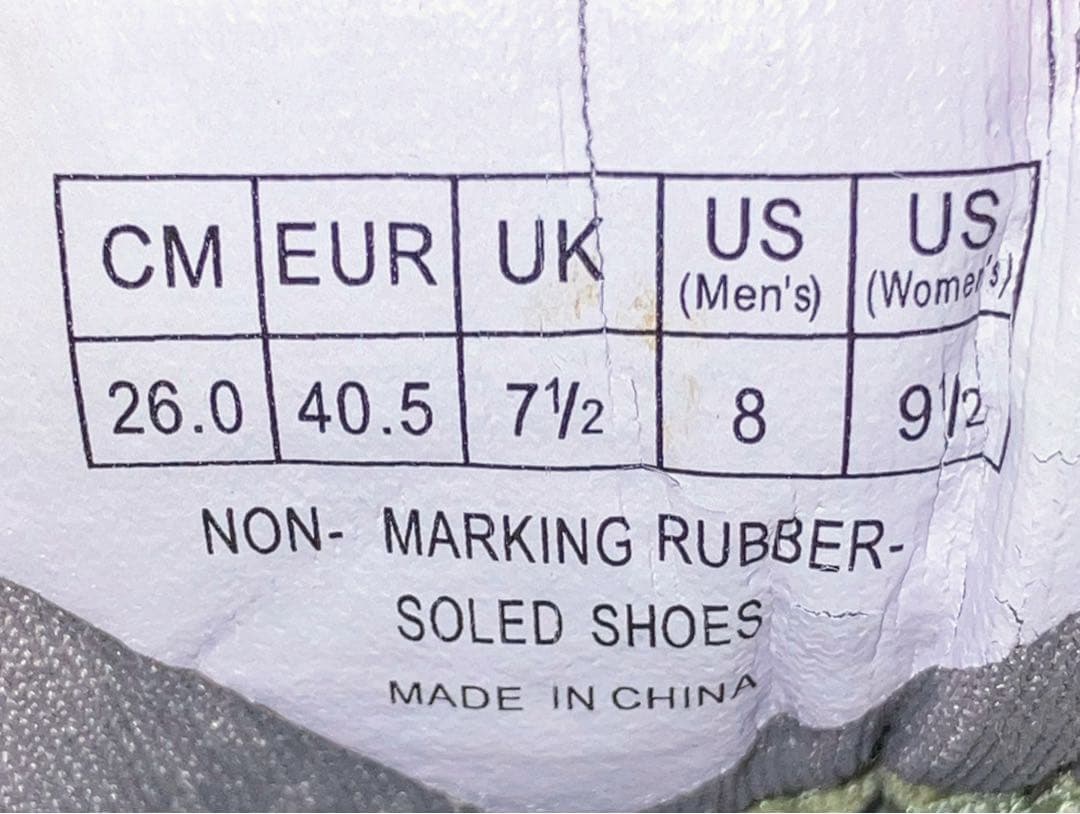 CM EUR UK US (Men's) US (Women's)
26.0 40.5 7½ 8 9½
NON- MARKING RUBBER-
SOLED SHOES
MADE IN CHINA